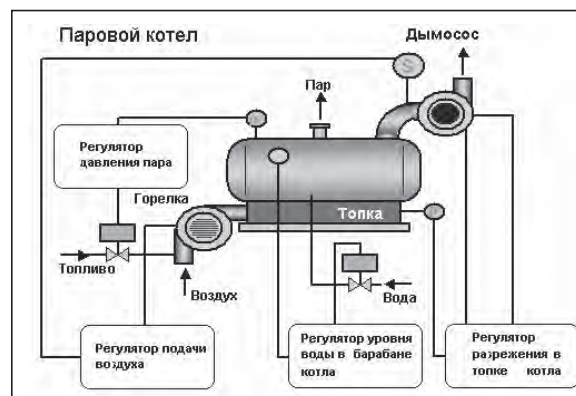 Паровой котел
Дымосос
S
Пар
Регулятор
давления пара
Горелка
Топка
Топливо
Воздух
Вода
Регулятор подачи
воздуха
Регулятор уровня
воды в барабане
котла
Регулятор
разрежения в
топке котла